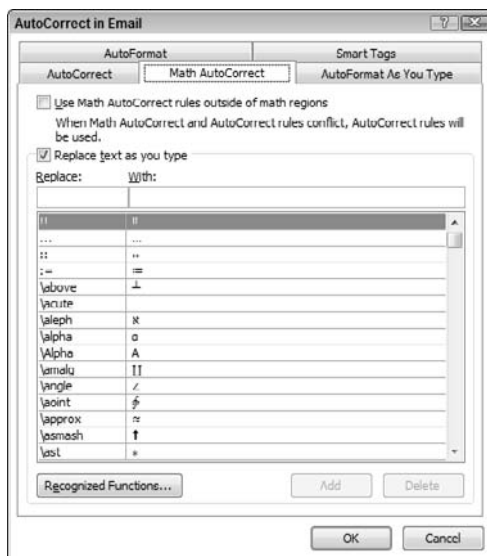 AutoCorrect in Email
AutoFormat Smart Tags
AutoCorrect Math AutoCorrect AutoFormat As You Type
Use Math AutoCorrect rules outside of math regions
When Math AutoCorrect and AutoCorrect rules conflict, AutoCorrect rules will
be used.
Replace text as you type
Replace: With:
... …
::
:= ≔
\above ┴
\acute
\aleph ℵ
\alpha α
\Alpha Α
\amalg ∐
\angle ∠
\aoint ∳
\approx ≈
\asmash ⬆
\ast ∗
Recognized Functions... Add Delete
OK Cancel